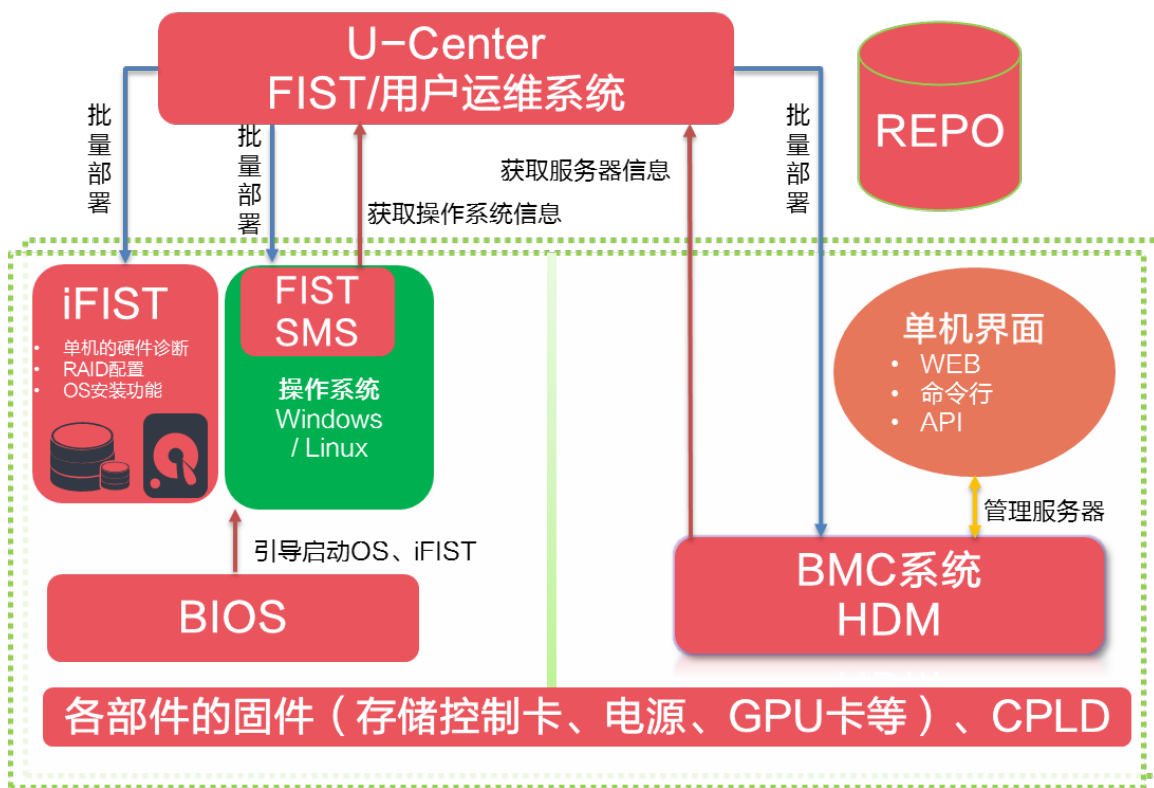 U-Center
FIST/用户运维系统
REPO
批量部署
批量部署
获取操作系统信息
获取服务器信息
批量部署
iFIST
• 单机的硬件诊断
• RAID配置
• OS安装功能
FIST
SMS
操作系统
Windows
/ Linux
单机界面
• WEB
• 命令行
• API
引导启动OS、iFIST
管理服务器
BIOS
BMC系统
HDM
各部件的固件（存储控制卡、电源、GPU卡等）、CPLD